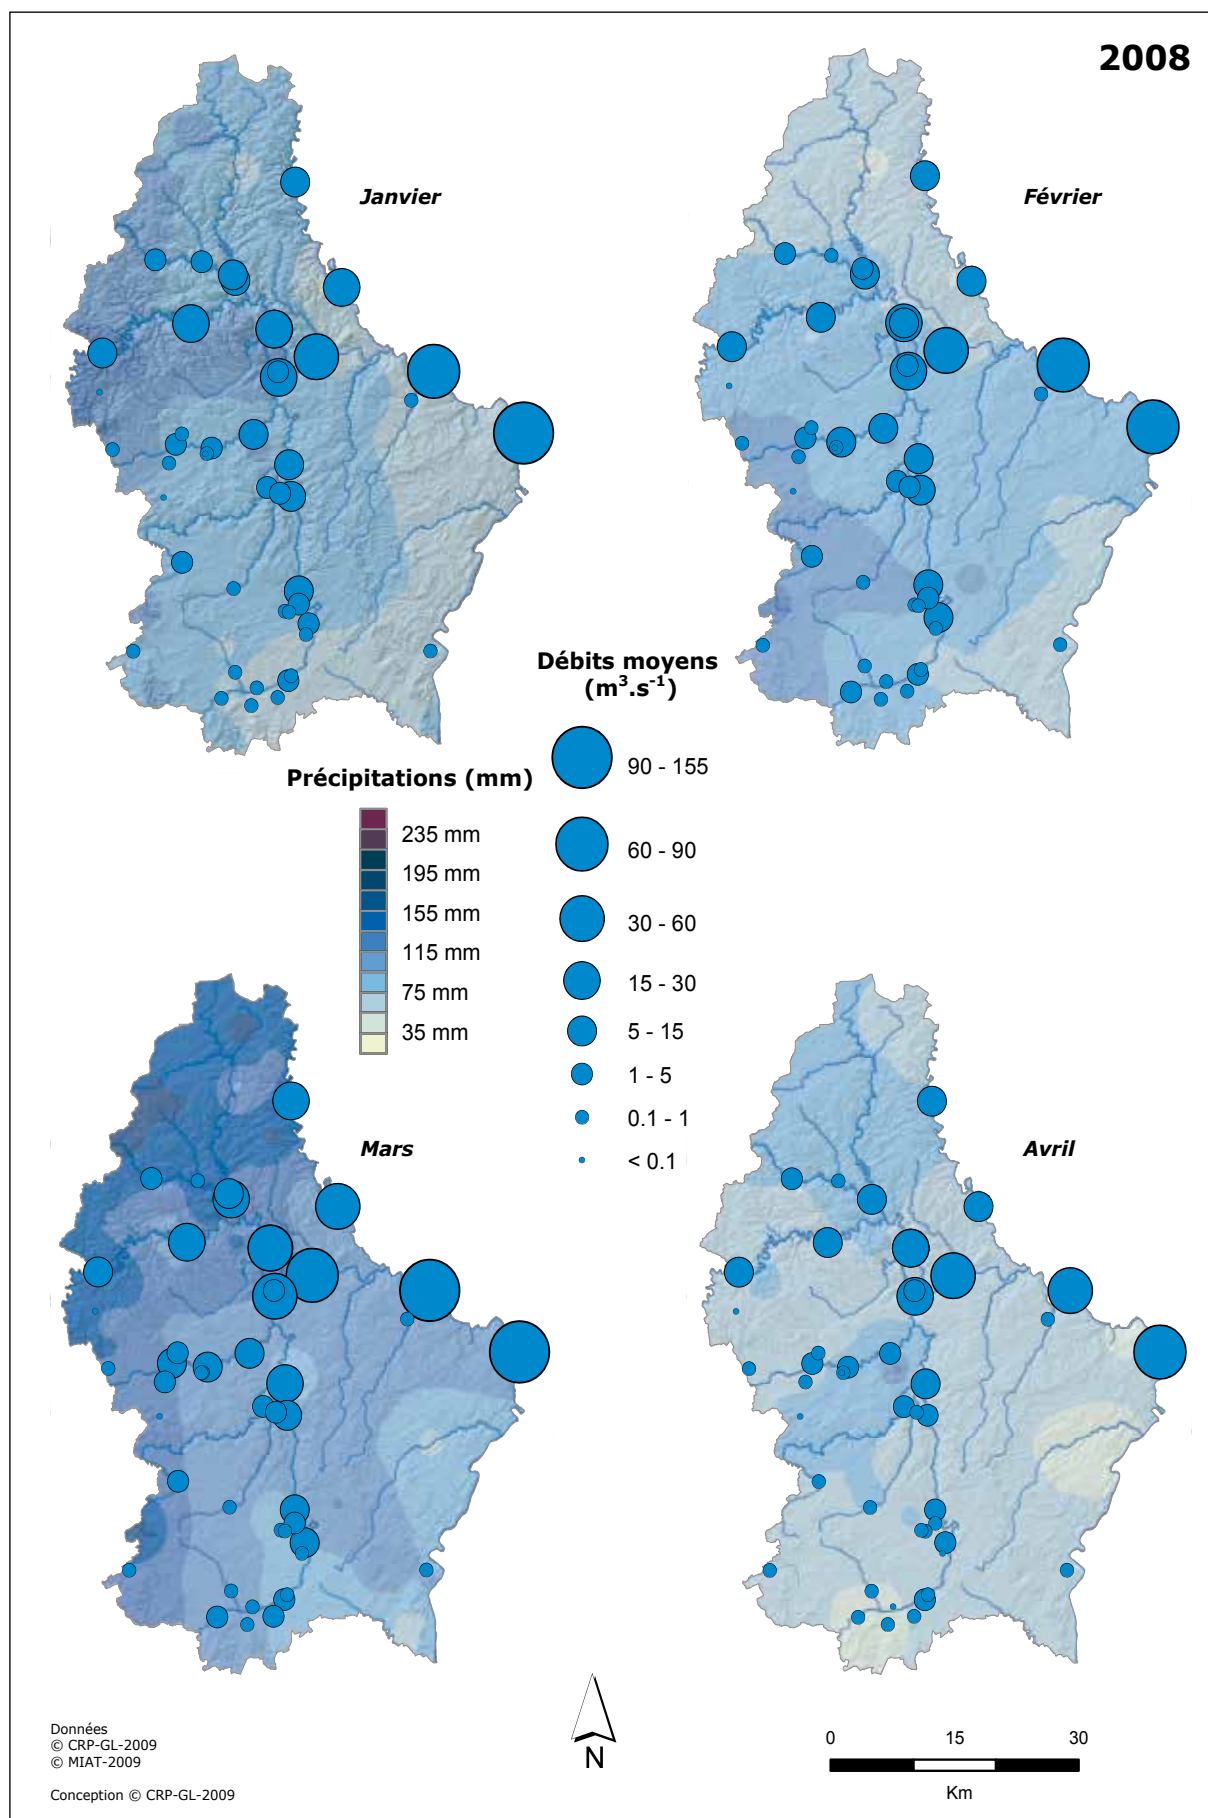 2008
Janvier
Février
Débits moyens
(m³.s⁻¹)
90 - 155
60 - 90
30 - 60
15 - 30
5 - 15
1 - 5
0.1 - 1
< 0.1
Précipitations (mm)
235 mm
195 mm
155 mm
115 mm
75 mm
35 mm
Mars
Avril
Données
© CRP-GL-2009
© MIAT-2009
Conception © CRP-GL-2009
N
0 15 30
Km